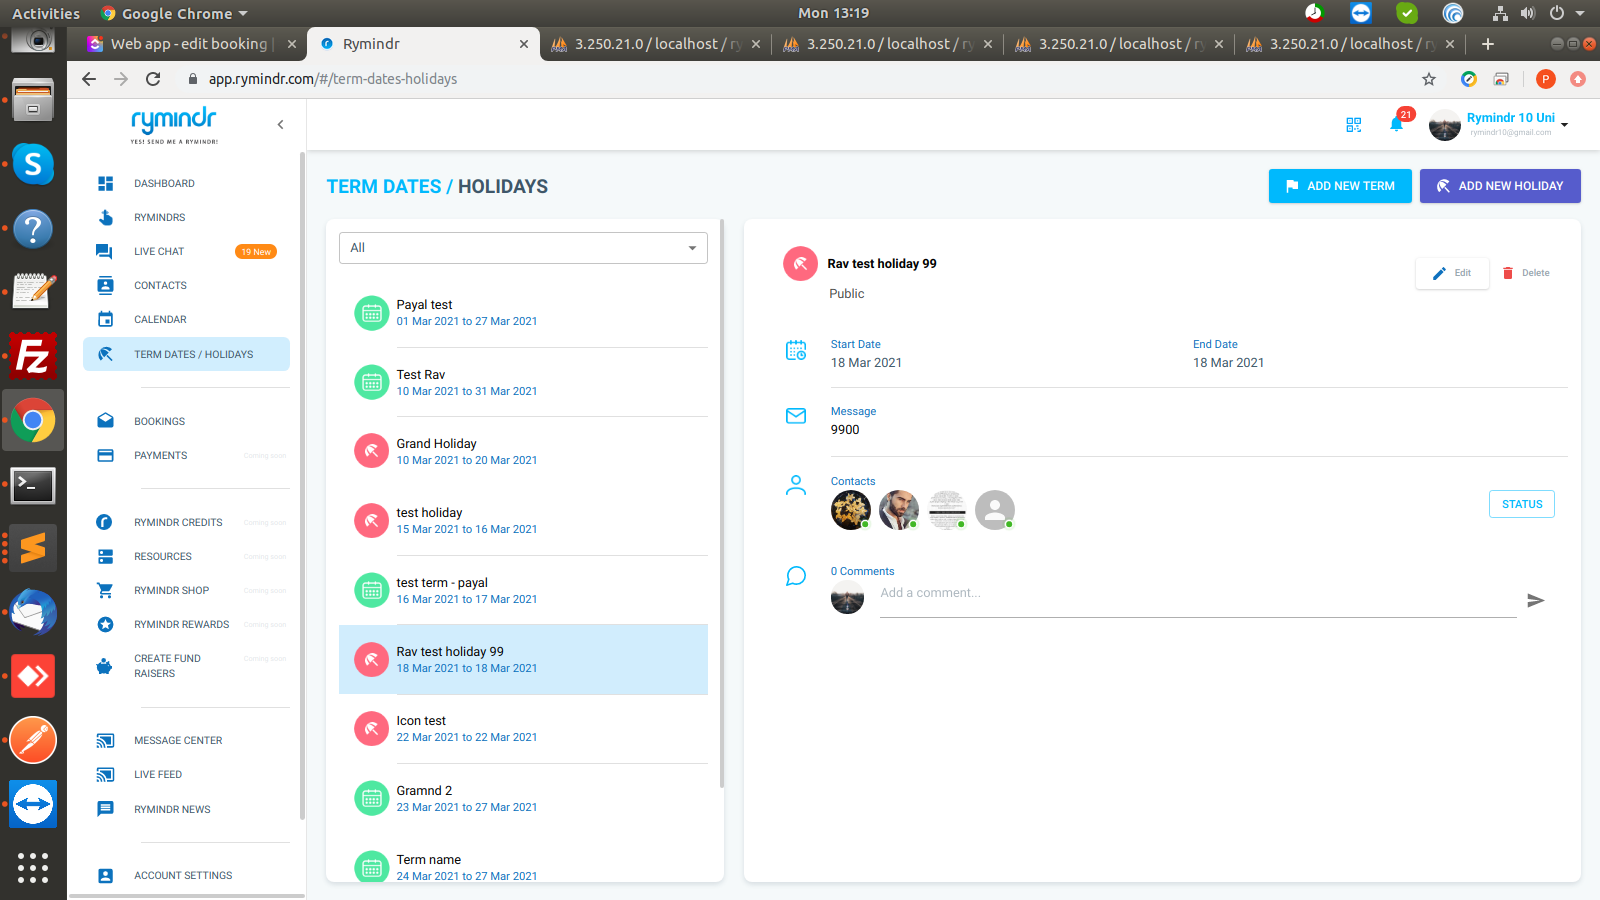 Activities
Google Chrome
Mon 13:19
Web app - edit booking
Rymindr
3.250.21.0 / localhost / ry
3.250.21.0 / localhost / ry
3.250.21.0 / localhost / ry
3.250.21.0 / localhost / ry
app.rymindr.com/#/term-dates-holidays
P
rymindr
YES! SEND ME A RYMINDR!
21
Rymindr 10 Uni
rymindr10@gmail.com
DASHBOARD
RYMINDRS
LIVE CHAT
19 New
CONTACTS
CALENDAR
TERM DATES / HOLIDAYS
BOOKINGS
PAYMENTS
Coming soon
RYMINDR CREDITS
Coming soon
RESOURCES
Coming soon
RYMINDR SHOP
Coming soon
RYMINDR REWARDS
Coming soon
CREATE FUND RAISERS
Coming soon
MESSAGE CENTER
LIVE FEED
RYMINDR NEWS
ACCOUNT SETTINGS
TERM DATES / HOLIDAYS
ADD NEW TERM
ADD NEW HOLIDAY
All
Payal test
01 Mar 2021 to 27 Mar 2021
Test Rav
10 Mar 2021 to 31 Mar 2021
Grand Holiday
10 Mar 2021 to 20 Mar 2021
test holiday
15 Mar 2021 to 16 Mar 2021
test term - payal
16 Mar 2021 to 17 Mar 2021
Rav test holiday 99
18 Mar 2021 to 18 Mar 2021
Icon test
22 Mar 2021 to 22 Mar 2021
Gramnd 2
23 Mar 2021 to 27 Mar 2021
Term name
24 Mar 2021 to 27 Mar 2021
Rav test holiday 99
Public
Edit
Delete
Start Date
18 Mar 2021
End Date
18 Mar 2021
Message
9900
Contacts
STATUS
0 Comments
Add a comment...